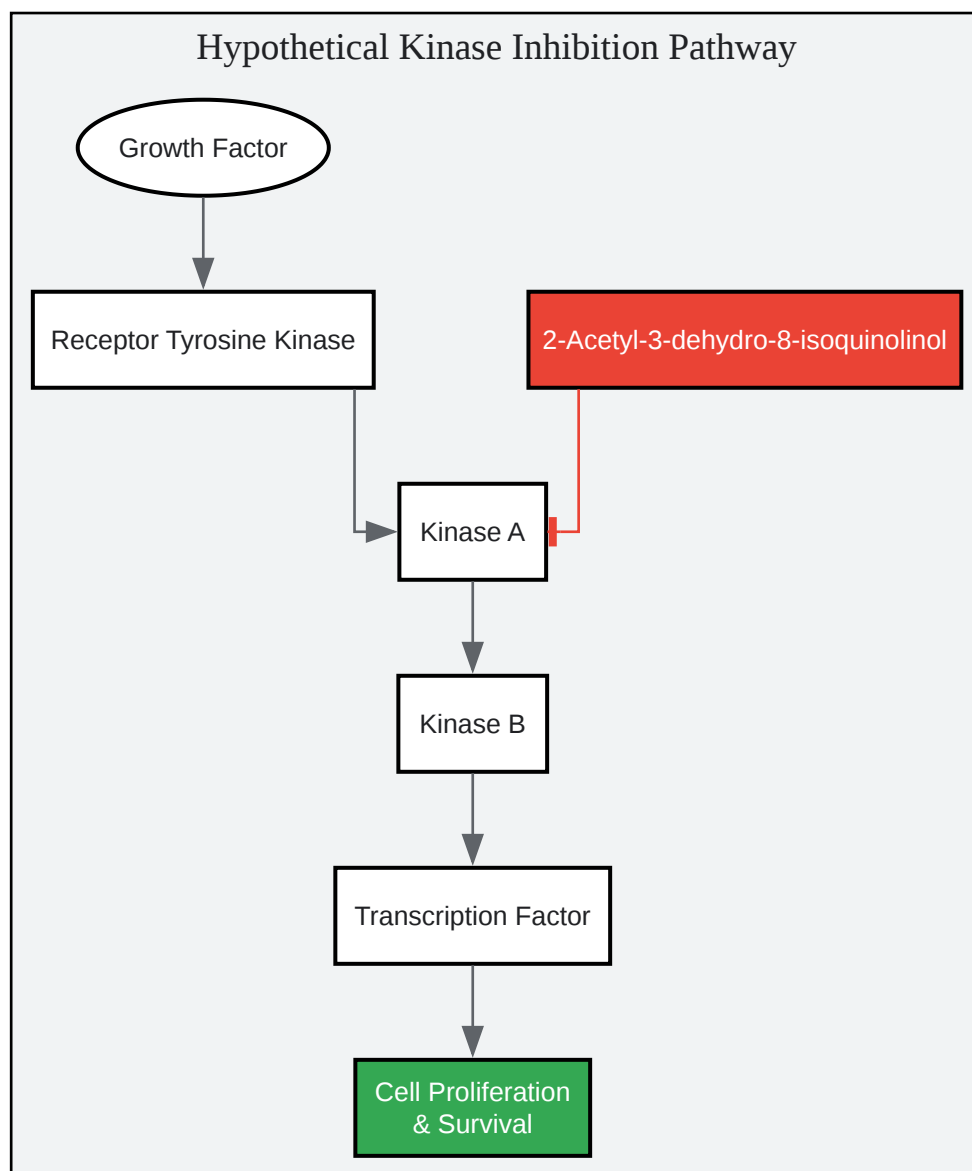 Hypothetical Kinase Inhibition Pathway
Growth Factor
Receptor Tyrosine Kinase
2-Acetyl-3-dehydro-8-isoquinolinol
Kinase A
Kinase B
Transcription Factor
Cell Proliferation
& Survival